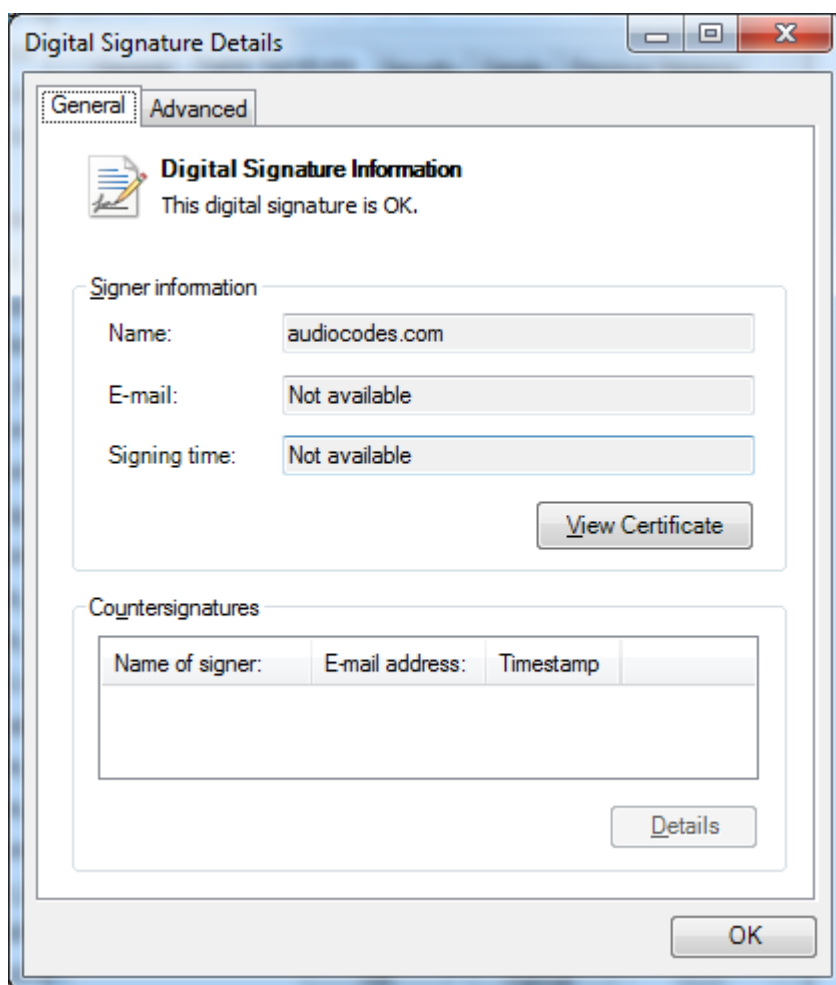 Digital Signature Details
General Advanced
Digital Signature Information
This digital signature is OK.
Signer information
Name: audiocodes.com
E-mail: Not available
Signing time: Not available
View Certificate
Countersignatures
Name of signer: E-mail address: Timestamp
Details
OK